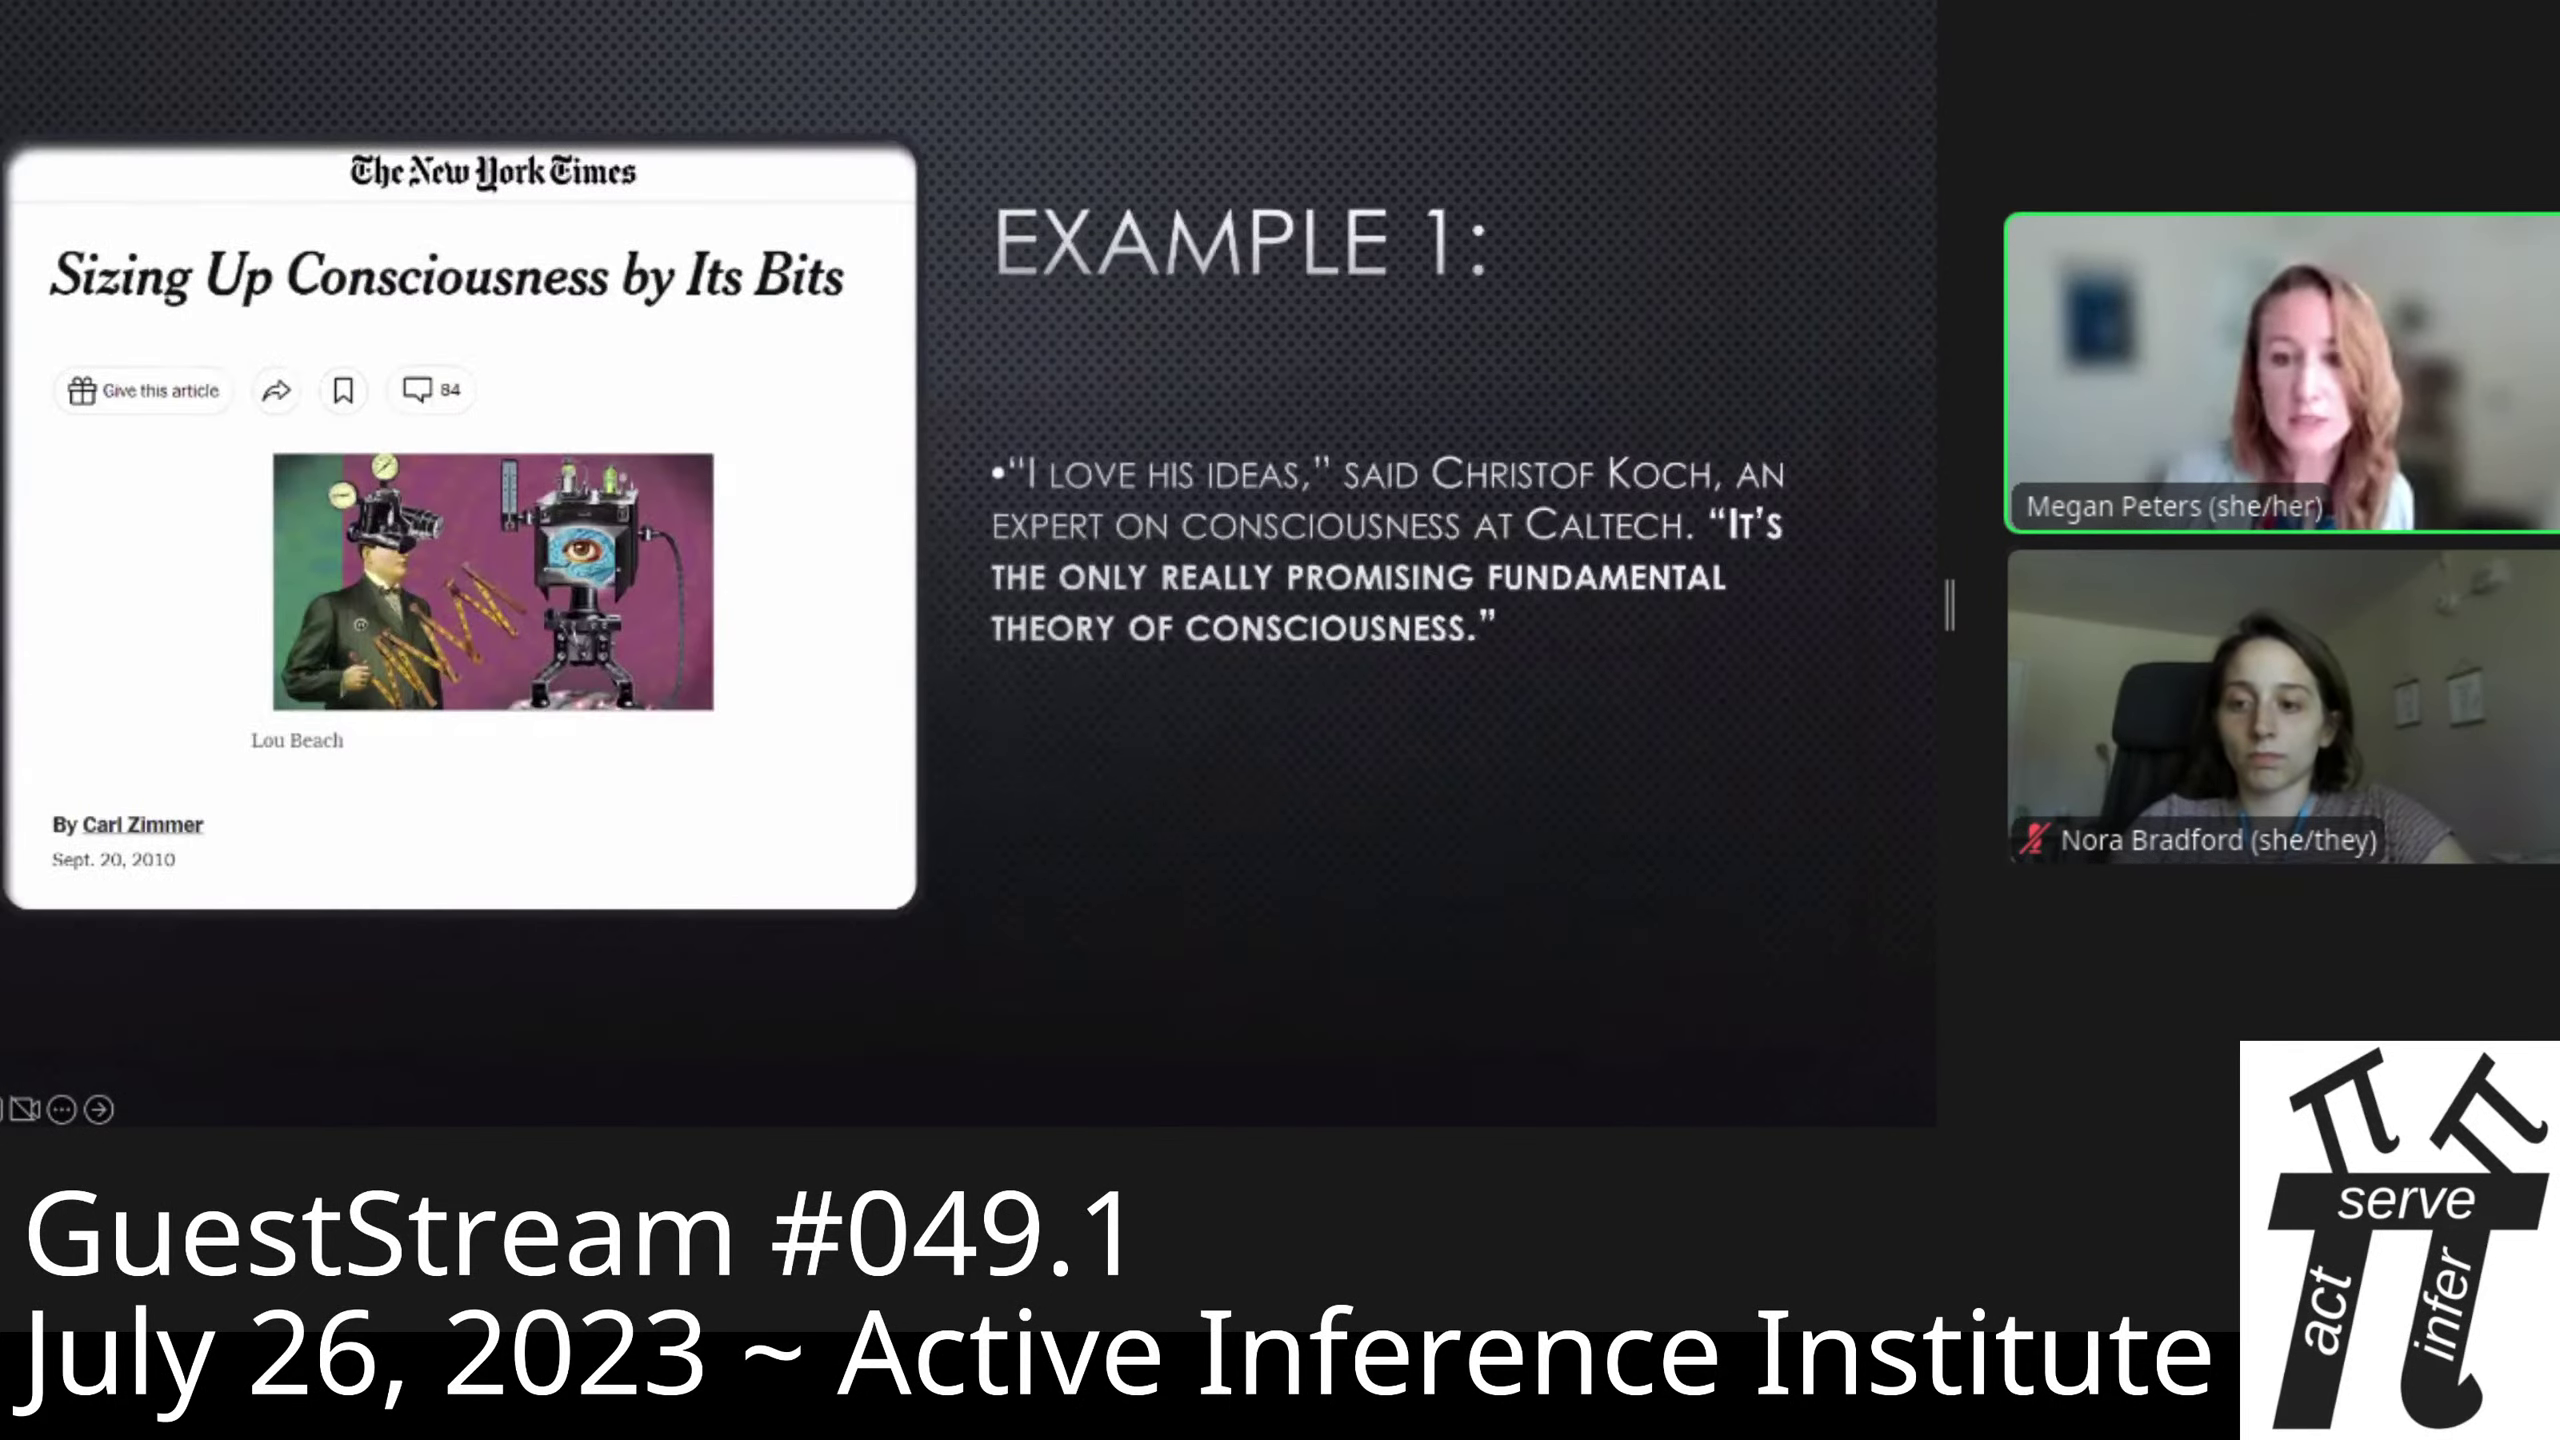 The New York Times
Sizing Up Consciousness by Its Bits
Give this article
84
Lou Beach
By Carl Zimmer
Sept. 20, 2010
EXAMPLE 1:
•“I LOVE HIS IDEAS,” SAID CHRISTOF KOCH, AN
EXPERT ON CONSCIOUSNESS AT CALTECH. “IT’S
THE ONLY REALLY PROMISING FUNDAMENTAL
THEORY OF CONSCIOUSNESS.”
Megan Peters (she/her)
Nora Bradford (she/they)
GuestStream #049.1
July 26, 2023 ~ Active Inference Institute
serve
act
infer